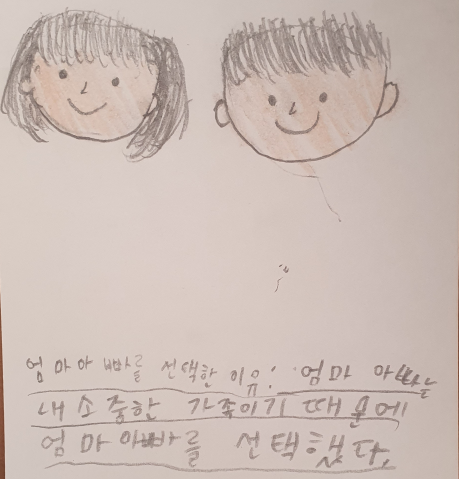 엄마아빠를 선택한 이유: 엄마 아빠는
내 소중한 가족이기 때문에
엄마아빠를 선택했다.